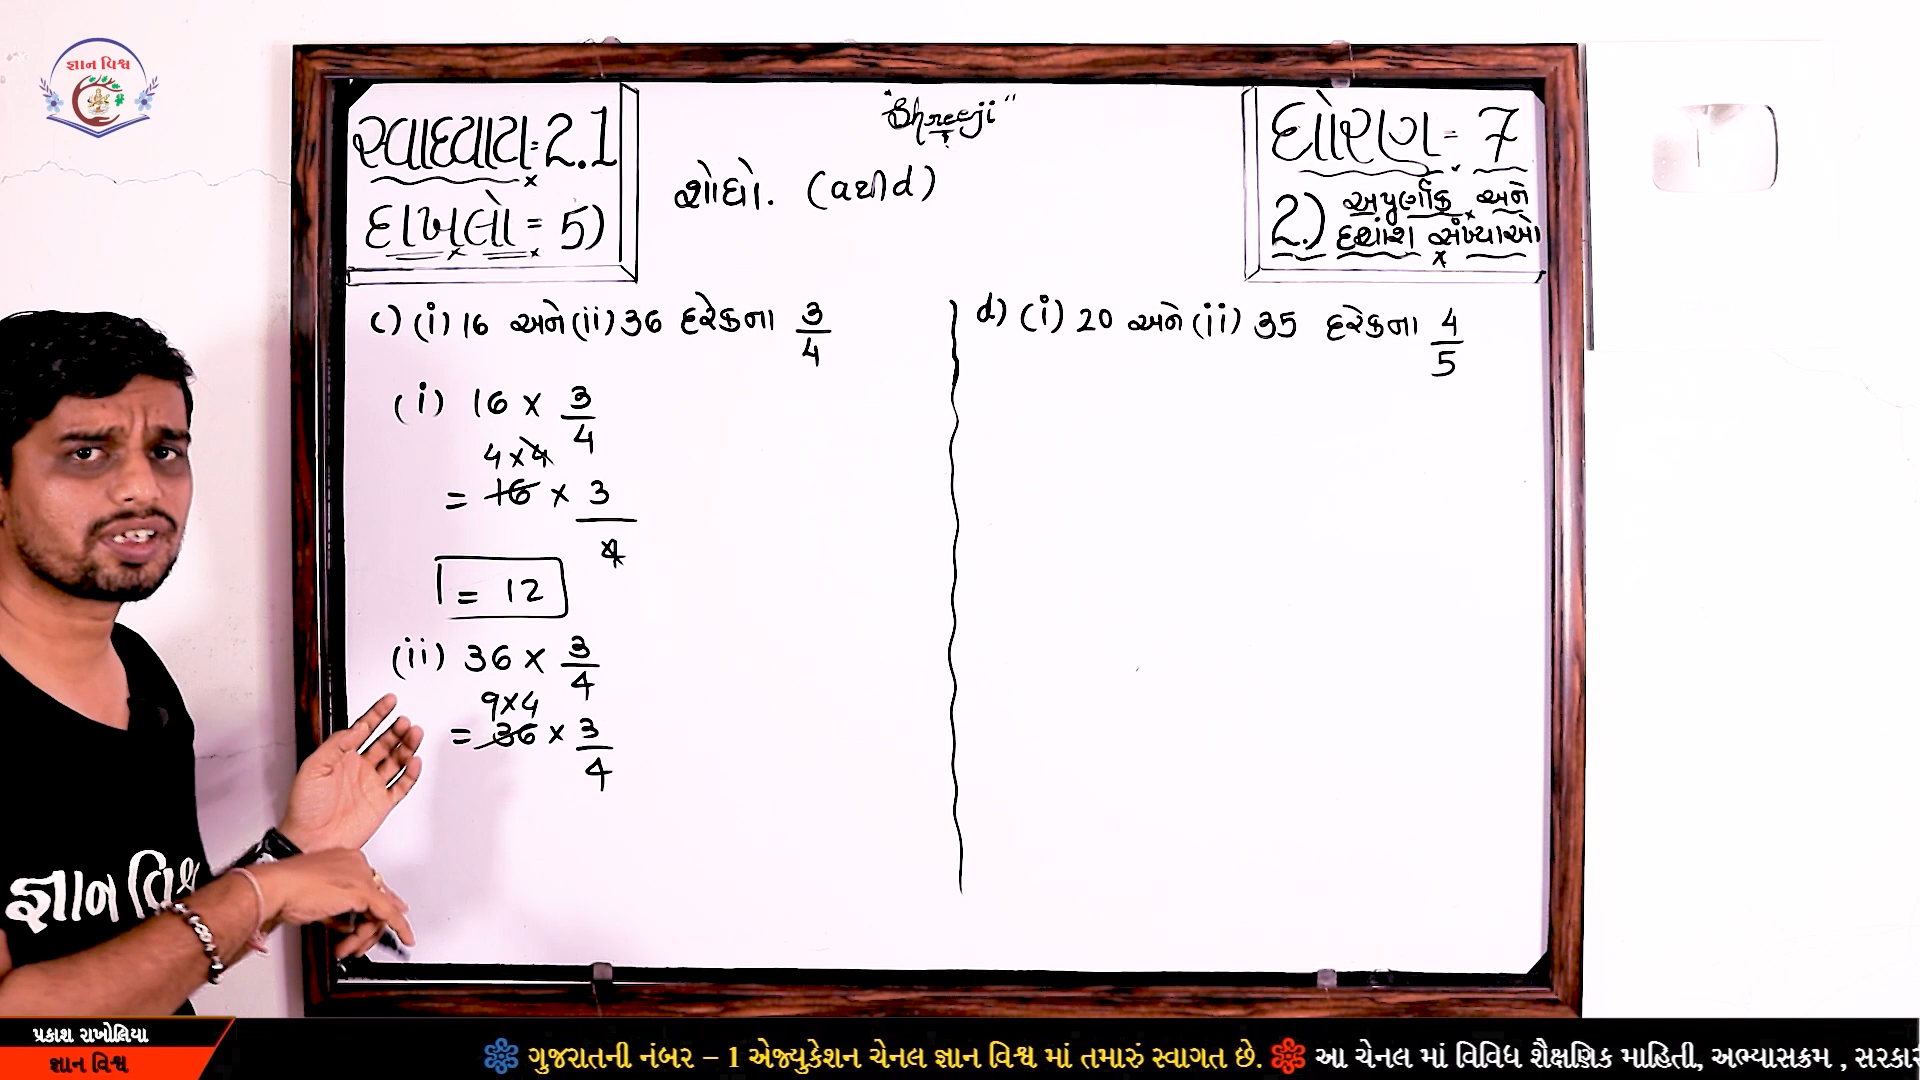 જ્ઞાન વિશ્વ
"Shreeji"
સ્વાધ્યાય = 2.1
દાખલો = 5)
શોધો. (a થી d)
ધોરણ = 7
2.) અપૂર્ણાંક અને
દશાંશ સંખ્યાઓ
c) (i) 16 અને (ii) 36 દરેકના 3/4
(i) 16 × 3/4
4 × 4
= 16 × 3/4
= 12
(ii) 36 × 3/4
9 × 4
= 36 × 3/4
d) (i) 20 અને (ii) 35 દરેકના 4/5
જ્ઞાન વિશ્વ
પ્રકાશ રાખોલિયા
જ્ઞાન વિશ્વ
ગુજરાતની નંબર – 1 એજ્યુકેશન ચેનલ જ્ઞાન વિશ્વ માં તમારું સ્વાગત છે. આ ચેનલ માં વિવિધ શૈક્ષણિક માહિતી, અભ્યાસક્રમ ,